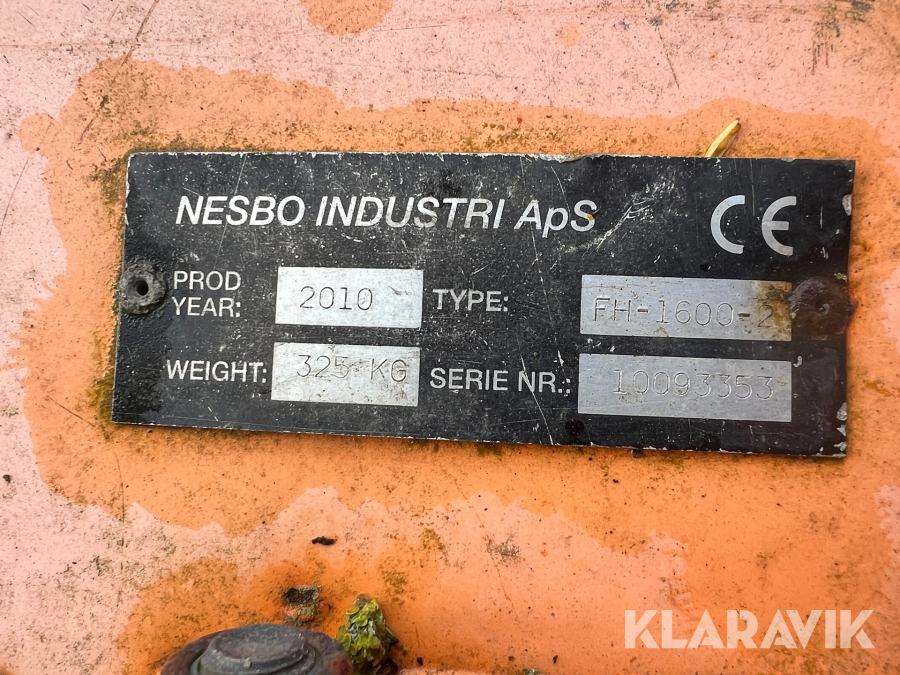 NESBO INDUSTRI ApS CE
PROD YEAR: 2010 TYPE: FH-1600-2
WEIGHT: 325 KG SERIE NR.: 10093353
KLARAVIK